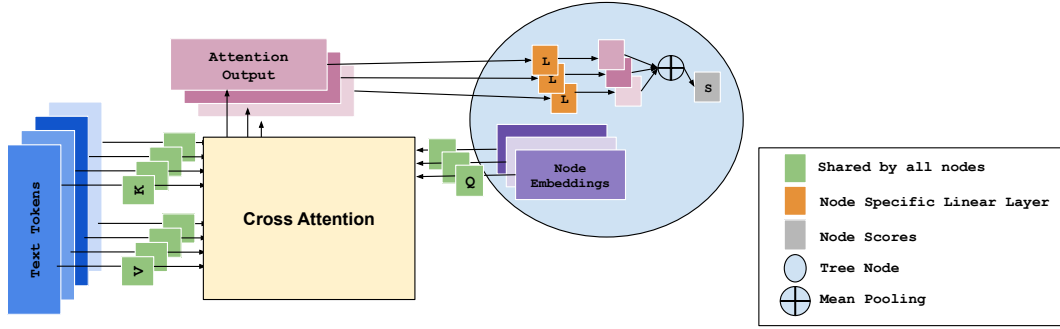 Attention
Output
L
L
L
S
Text Tokens
K
V
Cross Attention
Q
Node
Embeddings
Shared by all nodes
Node Specific Linear Layer
Node Scores
Tree Node
Mean Pooling